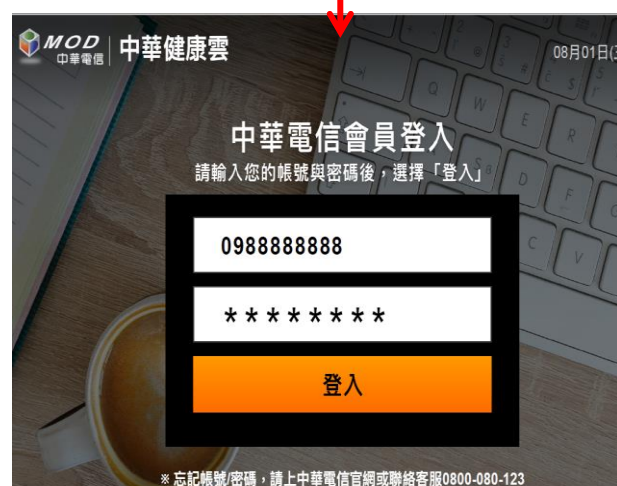 MOD
中華電信
中華健康雲
08月01日(三
中華電信會員登入
請輸入您的帳號與密碼後，選擇「登入」
0988888888
********
登入
※忘記帳號/密碼，請上中華電信官網或聯絡客服0800-080-123